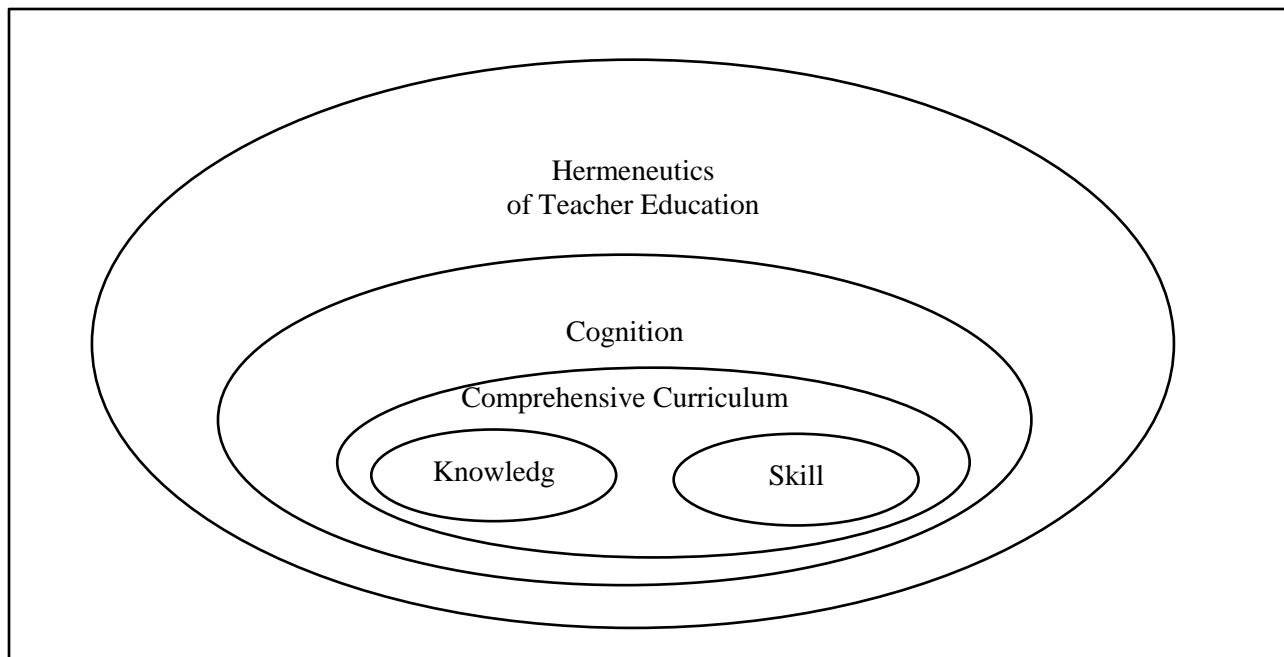 Hermeneutics
of Teacher Education
Cognition
Comprehensive Curriculum
Knowledg
Skill